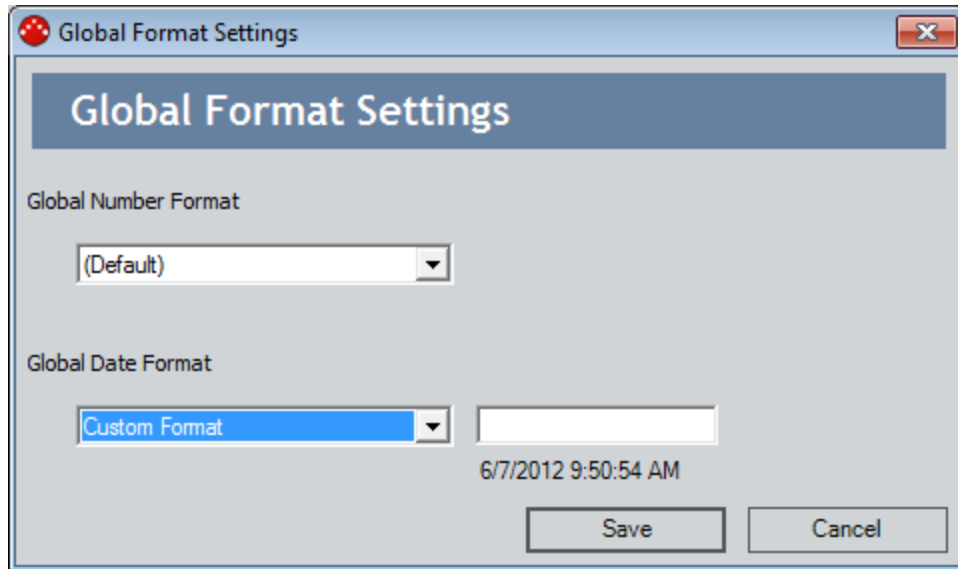 Global Format Settings
Global Format Settings
Global Number Format
(Default)
Global Date Format
Custom Format
6/7/2012 9:50:54 AM
Save Cancel